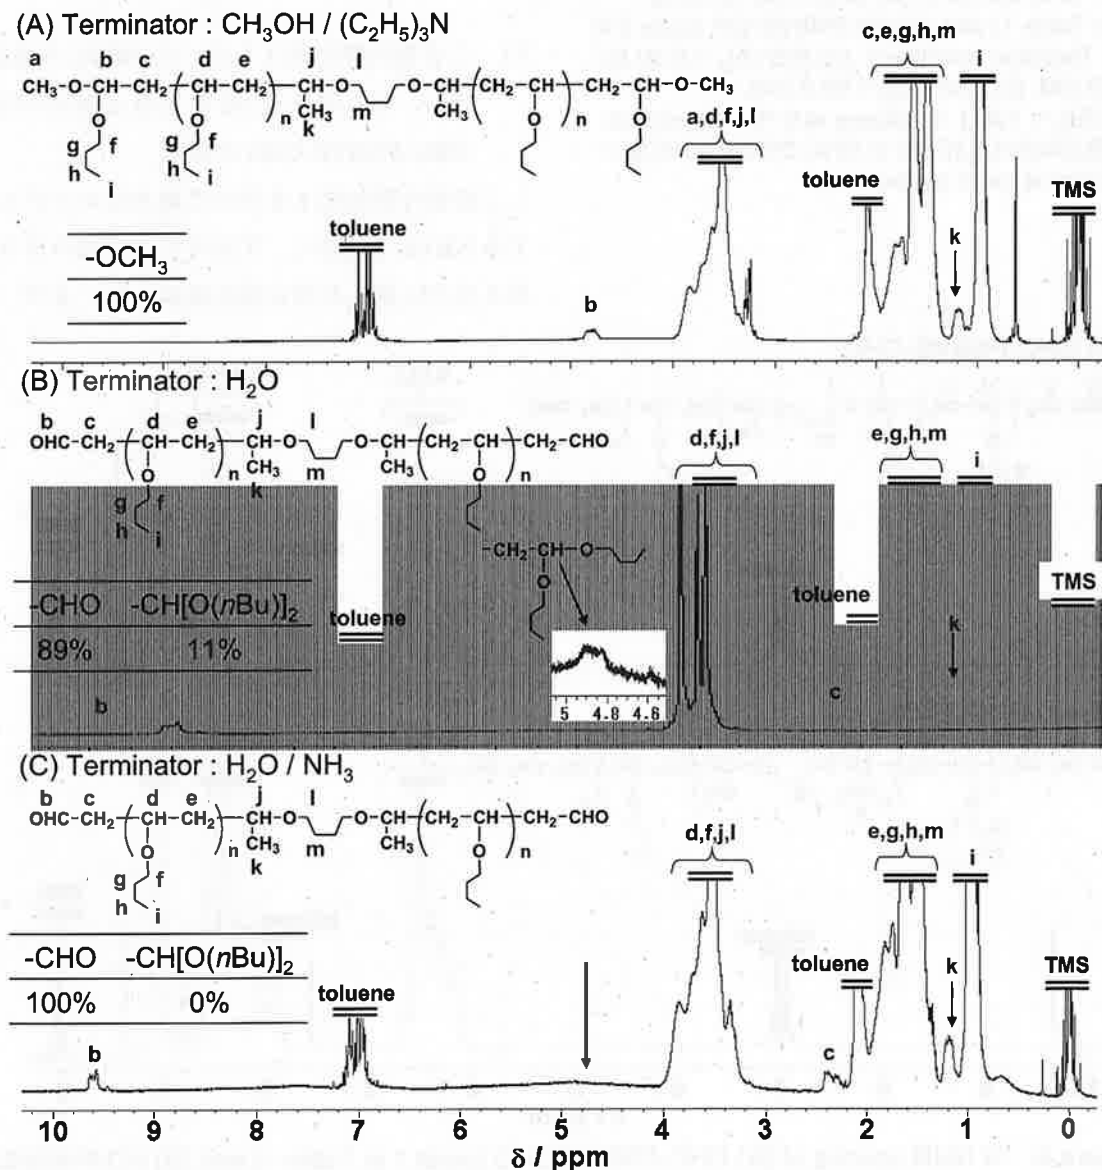 (A) Terminator : CH3OH / (C2H5)3N
c,e,g,h,m
a b c d e j l
CH3-O-CH-CH2-(CH-CH2)n-CH-O O-CH-(CH2-CH)n-CH2-CH-O-CH3
O O CH3 m CH3 O O
g f g f k
h i h i
a,d,f,j,l
toluene
toluene
TMS
k
b
-OCH3
100%
(B) Terminator : H2O
b c d e j l
OHC-CH2-(CH-CH2)n-CH-O O-CH-(CH2-CH)n-CH2-CHO
O CH3 m CH3 O
g f k
h i
d,f,j,l
e,g,h,m
i
-CH2-CH-O
O
-CHO -CH[O(nBu)]2
89% 11%
toluene
toluene
TMS
k
b
c
5 4.8 4.6
(C) Terminator : H2O / NH3
b c d e j l
OHC-CH2-(CH-CH2)n-CH-O O-CH-(CH2-CH)n-CH2-CHO
O CH3 m CH3 O
g f k
h i
d,f,j,l
e,g,h,m
i
-CHO -CH[O(nBu)]2
100% 0%
toluene
toluene
TMS
k
b
c
10 9 8 7 6 5 4 3 2 1 0
δ / ppm